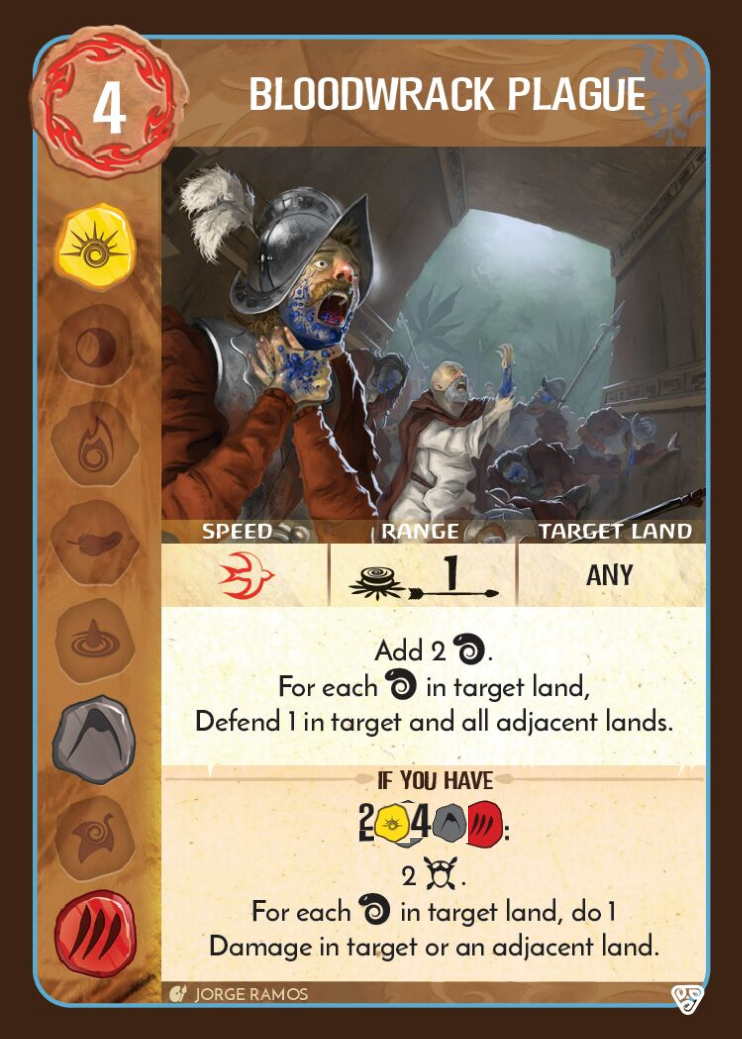 4
BLOODWRACK PLAGUE
SPEED RANGE TARGET LAND
1 ANY
Add 2 .
For each in target land,
Defend 1 in target and all adjacent lands.
IF YOU HAVE
2 4 :
2 .
For each in target land, do 1
Damage in target or an adjacent land.
JORGE RAMOS